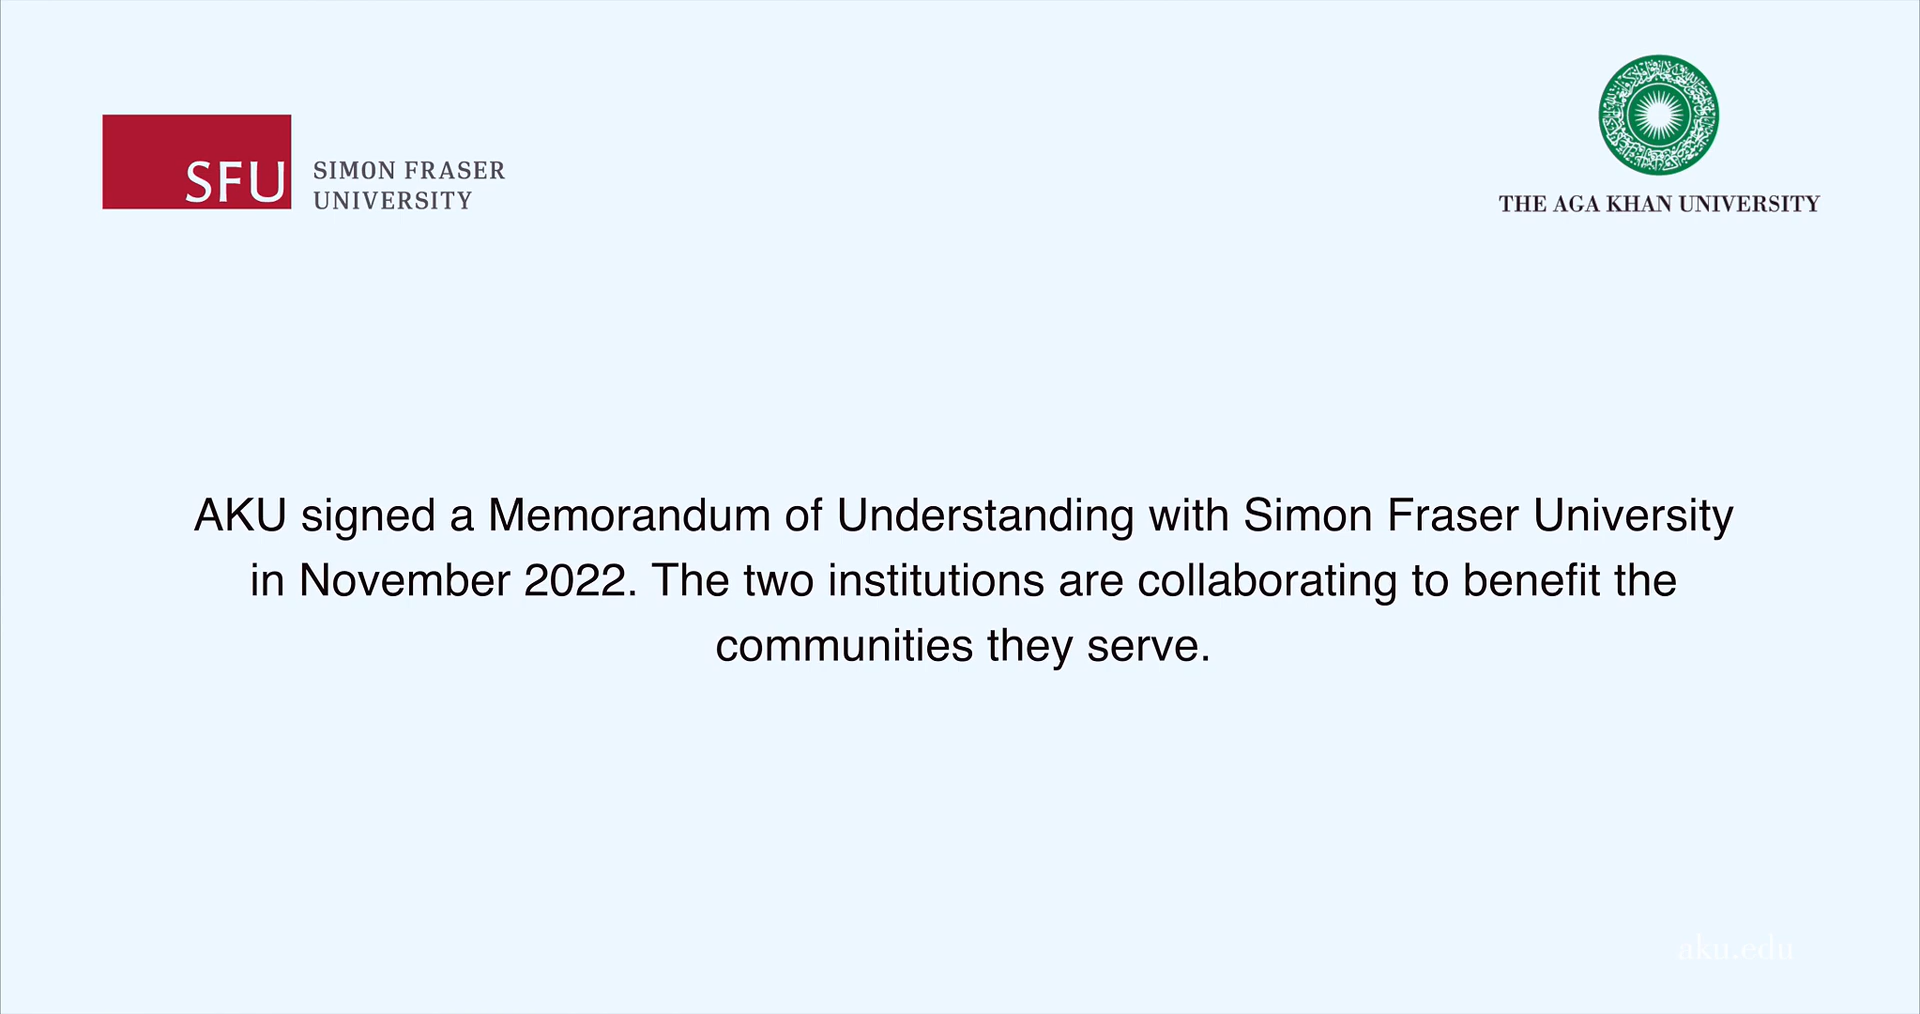 SFU
SIMON FRASER
UNIVERSITY
THE AGA KHAN UNIVERSITY
AKU signed a Memorandum of Understanding with Simon Fraser University
in November 2022. The two institutions are collaborating to benefit the
communities they serve.
aku.edu